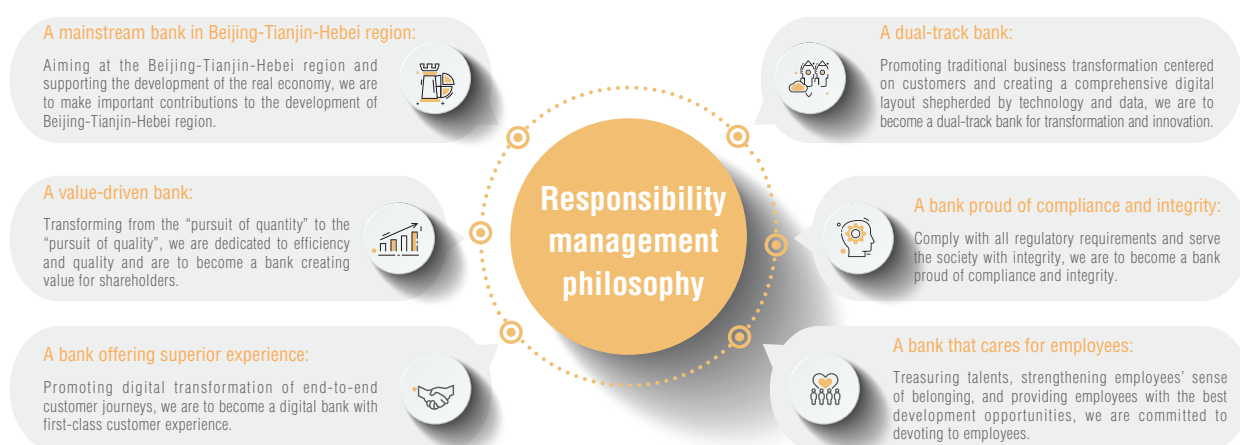 A mainstream bank in Beijing-Tianjin-Hebei region:
Aiming at the Beijing-Tianjin-Hebei region and
supporting the development of the real economy, we are
to make important contributions to the development of
Beijing-Tianjin-Hebei region.
A value-driven bank:
Transforming from the “pursuit of quantity” to the
“pursuit of quality”, we are dedicated to efficiency
and quality and are to become a bank creating
value for shareholders.
A bank offering superior experience:
Promoting digital transformation of end-to-end
customer journeys, we are to become a digital bank with
first-class customer experience.
Responsibility
management
philosophy
A dual-track bank:
Promoting traditional business transformation centered
on customers and creating a comprehensive digital
layout shepherded by technology and data, we are to
become a dual-track bank for transformation and innovation.
A bank proud of compliance and integrity:
Comply with all regulatory requirements and serve
the society with integrity, we are to become a bank
proud of compliance and integrity.
A bank that cares for employees:
Treasuring talents, strengthening employees’ sense
of belonging, and providing employees with the best
development opportunities, we are committed to
devoting to employees.